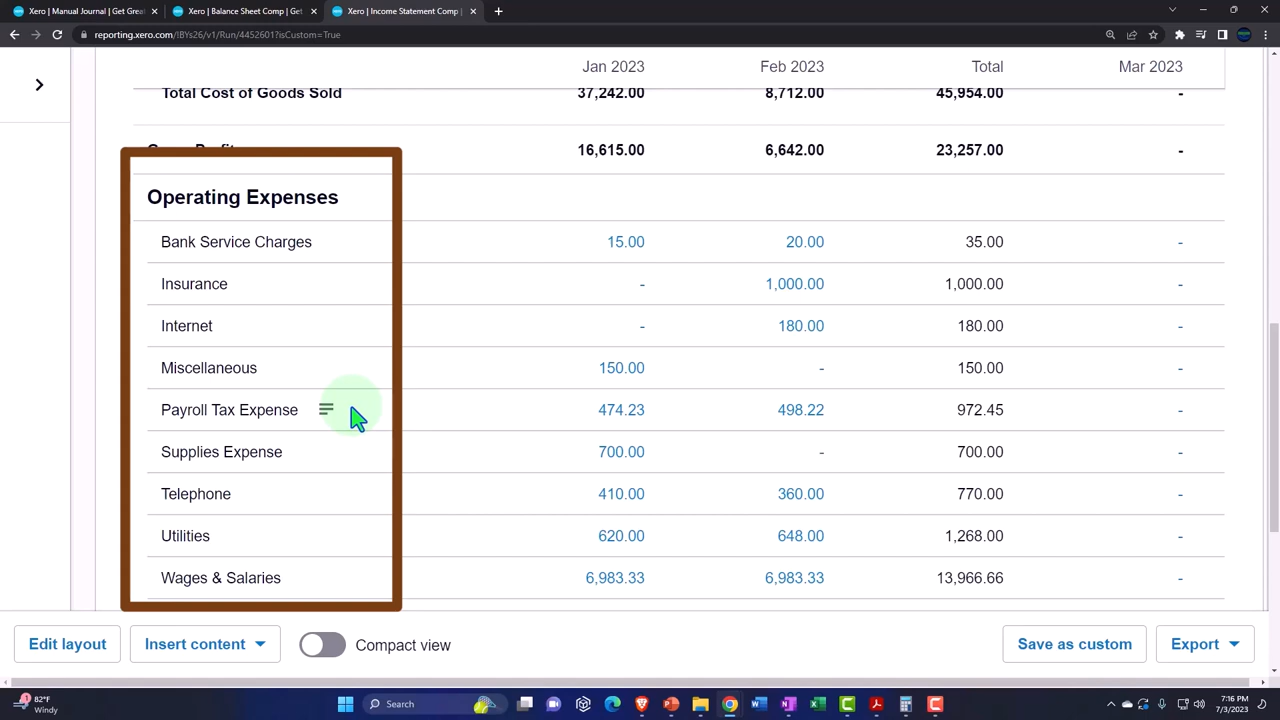 Xero | Manual Journal | Get Grea
Xero | Balance Sheet Comp | Get
Xero | Income Statement Comp |
reporting.xero.com/!BYs26/v1/Run/4452601?isCustom=True
Jan 2023 Feb 2023 Total Mar 2023
Total Cost of Goods Sold 37,242.00 8,712.00 45,954.00 -
Gross Profit 16,615.00 6,642.00 23,257.00 -
Operating Expenses
Bank Service Charges 15.00 20.00 35.00 -
Insurance - 1,000.00 1,000.00 -
Internet - 180.00 180.00 -
Miscellaneous 150.00 - 150.00 -
Payroll Tax Expense 474.23 498.22 972.45 -
Supplies Expense 700.00 - 700.00 -
Telephone 410.00 360.00 770.00 -
Utilities 620.00 648.00 1,268.00 -
Wages & Salaries 6,983.33 6,983.33 13,966.66 -
Edit layout Insert content Compact view Save as custom Export
1
82°F
Windy
Search
7:16 PM
7/3/2023